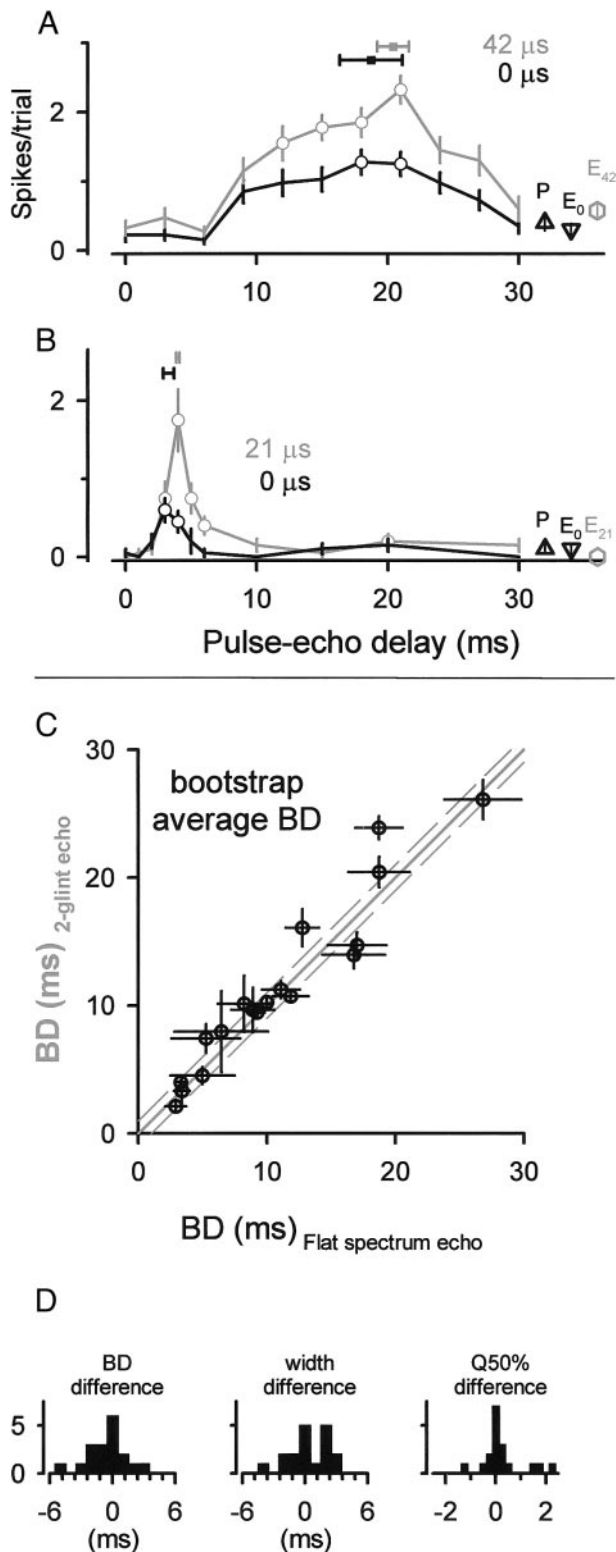 A
42 µs
0 µs
Spikes/trial
2
0
P
E0
E42
0
10
20
30
B
2
0
21 µs
0 µs
P
E0
E21
0
10
20
30
Pulse-echo delay (ms)
C
30
20
10
0
bootstrap
average BD
BD (ms) 2-glint echo
0
10
20
30
BD (ms) Flat spectrum echo
D
BD
difference
width
difference
Q50%
difference
5
0
-6
0
6
(ms)
-6
0
6
(ms)
-2
0
2